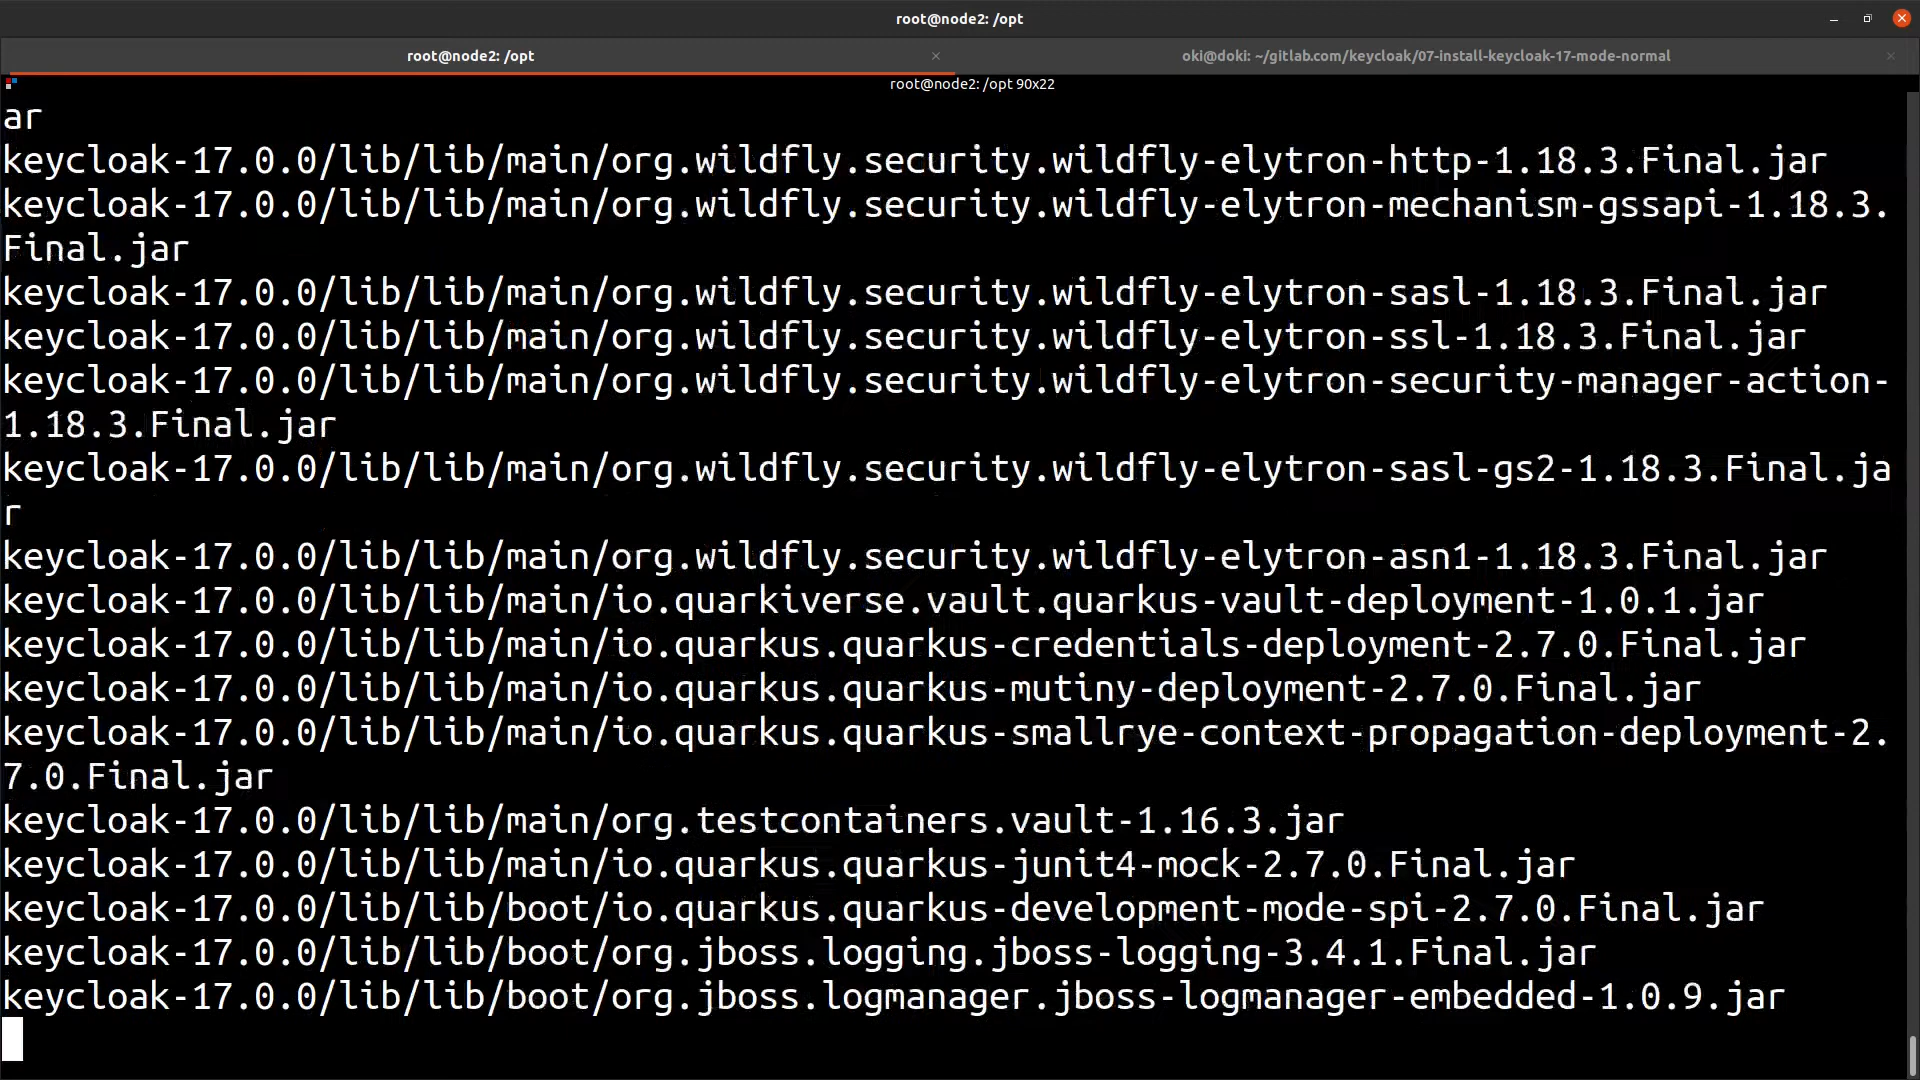 root@node2: /opt
root@node2: /opt
oki@doki: ~/gitlab.com/keycloak/07-install-keycloak-17-mode-normal
root@node2: /opt 90x22
ar
keycloak-17.0.0/lib/lib/main/org.wildfly.security.wildfly-elytron-http-1.18.3.Final.jar
keycloak-17.0.0/lib/lib/main/org.wildfly.security.wildfly-elytron-mechanism-gssapi-1.18.3.
Final.jar
keycloak-17.0.0/lib/lib/main/org.wildfly.security.wildfly-elytron-sasl-1.18.3.Final.jar
keycloak-17.0.0/lib/lib/main/org.wildfly.security.wildfly-elytron-ssl-1.18.3.Final.jar
keycloak-17.0.0/lib/lib/main/org.wildfly.security.wildfly-elytron-security-manager-action-
1.18.3.Final.jar
keycloak-17.0.0/lib/lib/main/org.wildfly.security.wildfly-elytron-sasl-gs2-1.18.3.Final.ja
r
keycloak-17.0.0/lib/lib/main/org.wildfly.security.wildfly-elytron-asn1-1.18.3.Final.jar
keycloak-17.0.0/lib/lib/main/io.quarkiverse.vault.quarkus-vault-deployment-1.0.1.jar
keycloak-17.0.0/lib/lib/main/io.quarkus.quarkus-credentials-deployment-2.7.0.Final.jar
keycloak-17.0.0/lib/lib/main/io.quarkus.quarkus-mutiny-deployment-2.7.0.Final.jar
keycloak-17.0.0/lib/lib/main/io.quarkus.quarkus-smallrye-context-propagation-deployment-2.
7.0.Final.jar
keycloak-17.0.0/lib/lib/main/org.testcontainers.vault-1.16.3.jar
keycloak-17.0.0/lib/lib/main/io.quarkus.quarkus-junit4-mock-2.7.0.Final.jar
keycloak-17.0.0/lib/lib/boot/io.quarkus.quarkus-development-mode-spi-2.7.0.Final.jar
keycloak-17.0.0/lib/lib/boot/org.jboss.logging.jboss-logging-3.4.1.Final.jar
keycloak-17.0.0/lib/lib/boot/org.jboss.logmanager.jboss-logmanager-embedded-1.0.9.jar